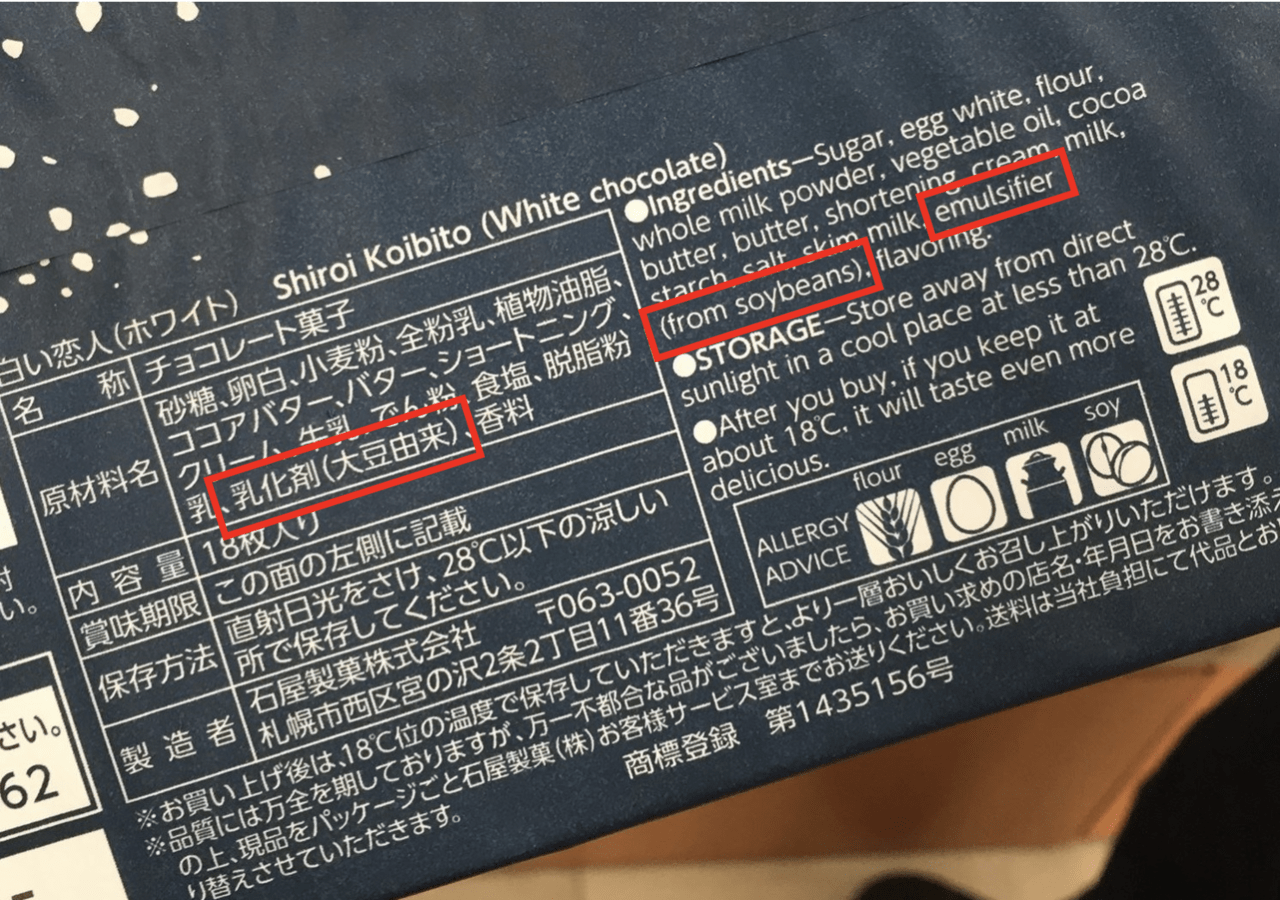 白い恋人(ホワイト) Shiroi Koibito (White chocolate)
名 称 チョコレート菓子
原材料名 砂糖、卵白、小麦粉、全粉乳、植物油脂、
ココアバター、バター、ショートニング、
クリーム、牛乳、でん粉、食塩、脱脂粉
乳、乳化剤(大豆由来)、香料
内 容 量 18枚入り
賞味期限 この面の左側に記載
保存方法 直射日光をさけ、28℃以下の涼しい
所で保存してください。
製 造 者 石屋製菓株式会社 〒063-0052
札幌市西区宮の沢2条2丁目11番36号
●Ingredients—Sugar, egg white, flour,
whole milk powder, vegetable oil, cocoa
butter, butter, shortening, cream, milk,
starch, salt, skim milk, emulsifier
(from soybeans), flavoring.
●STORAGE—Store away from direct
sunlight in a cool place at less than 28℃.
●After you buy, if you keep it at
about 18℃, it will taste even more
delicious.
28
℃
18
℃
ALLERGY
ADVICE
flour egg milk soy
※お買い上げ後は、18℃位の温度で保存していただきますと、より一層おいしくお召し上がりいただけます。
※品質には万全を期しておりますが、万一不都合な品がございましたら、お買い求めの店名・年月日をお書き添え
の上、現品をパッケージごと石屋製菓(株)お客様サービス室までお送りください。送料は当社負担にて代品とお
り替えさせていただきます。
商標登録 第1435156号
い。
さい。
62